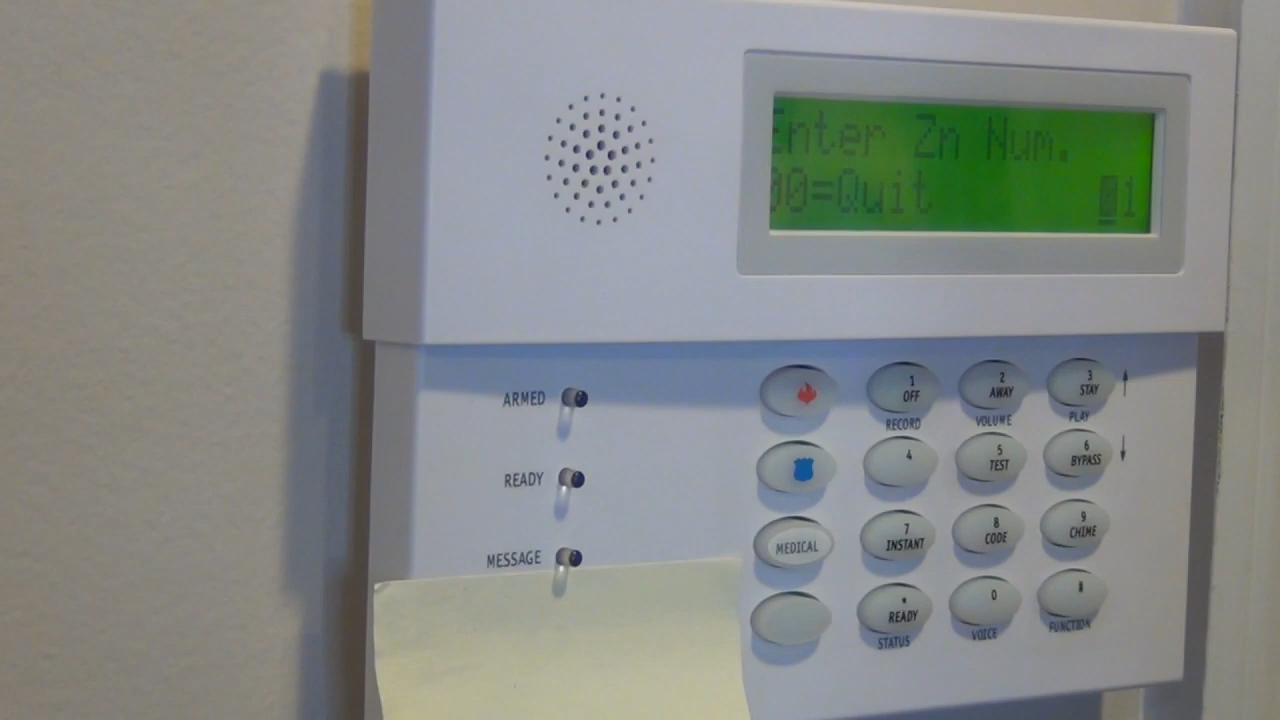 Enter Zn Num.
00=Quit 01
ARMED
READY
MESSAGE
1 OFF
RECORD
2 AWAY
VOLUME
3 STAY
PLAY
4
5 TEST
6 BYPASS
MEDICAL
7 INSTANT
8 CODE
9 CHIME
* READY
STATUS
0
VOICE
#
FUNCTION